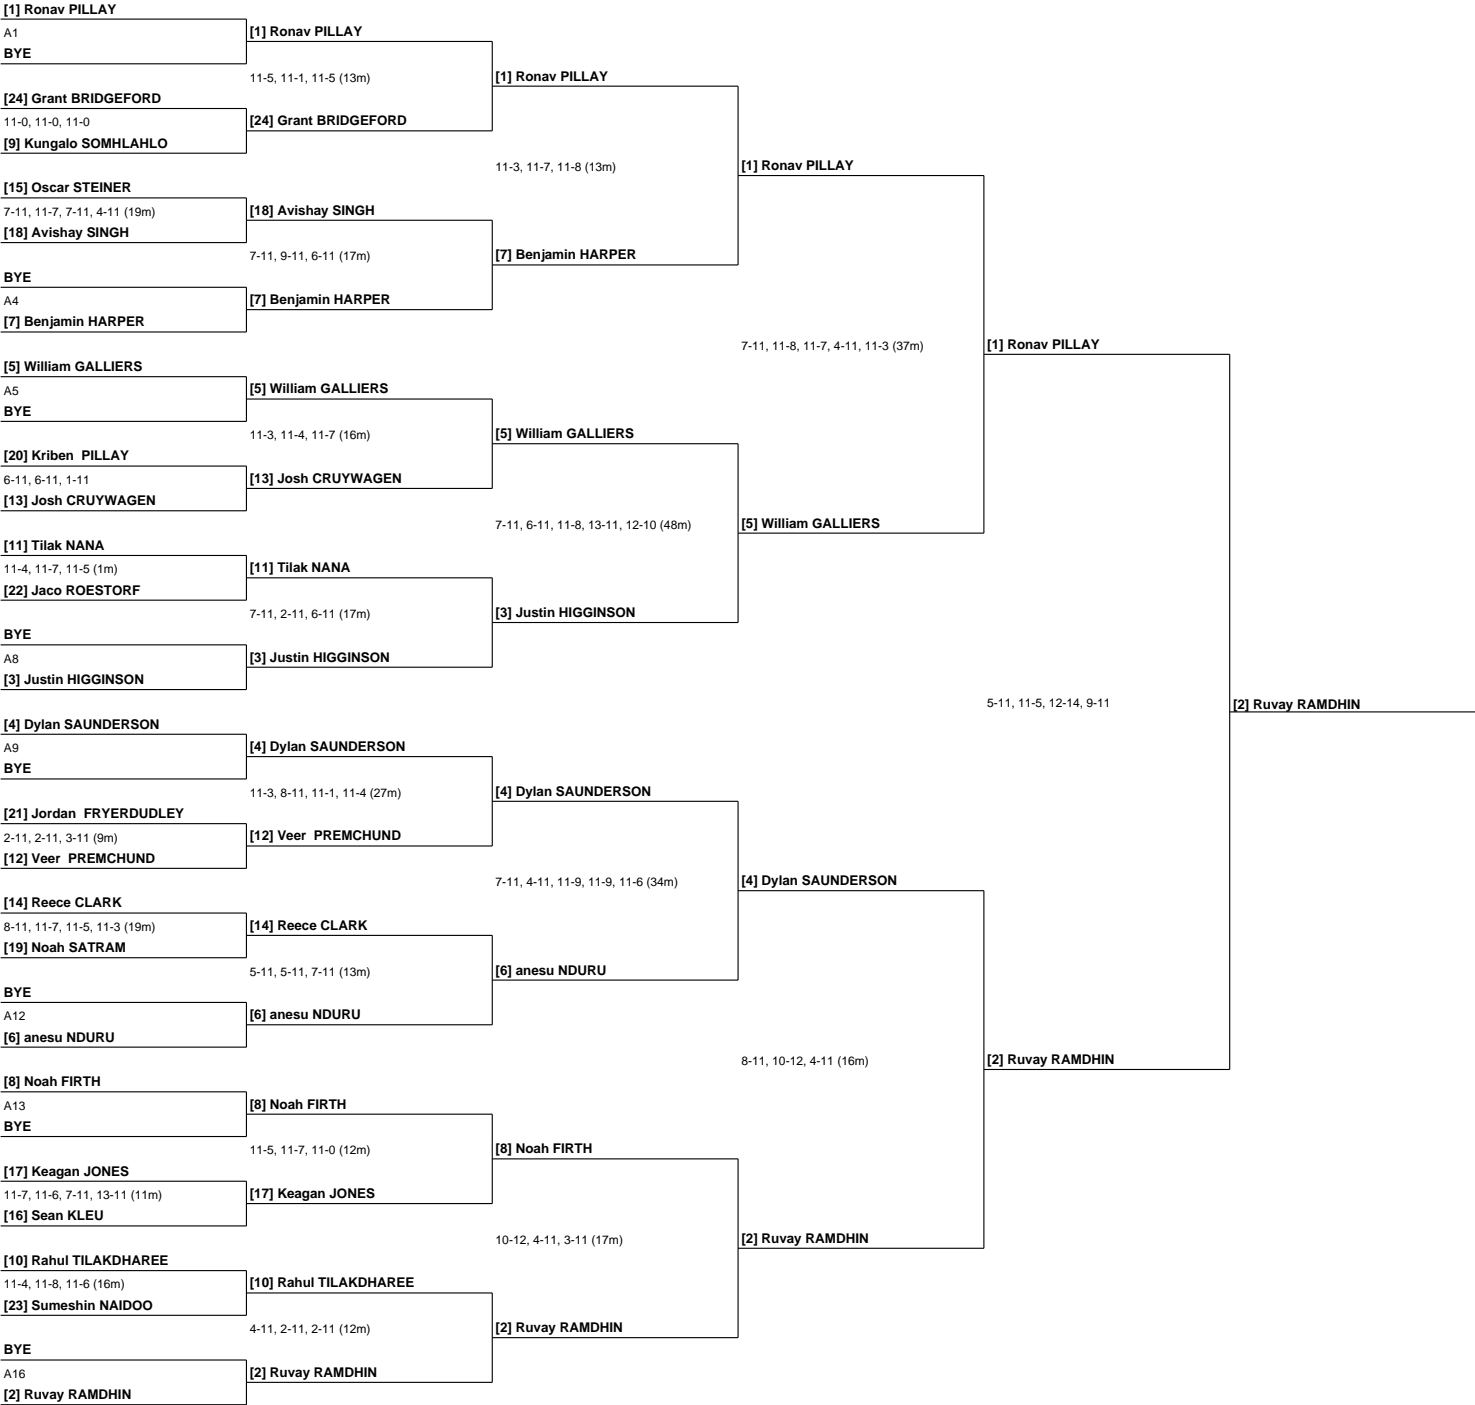 [1] Ronav PILLAY
A1
BYE
[24] Grant BRIDGEFORD
11-0, 11-0, 11-0
[9] Kungalo SOMHLAHLO
[15] Oscar STEINER
7-11, 11-7, 7-11, 4-11 (19m)
[18] Avishay SINGH
BYE
A4
[7] Benjamin HARPER
[5] William GALLIERS
A5
BYE
[20] Kriben  PILLAY
6-11, 6-11, 1-11
[13] Josh CRUYWAGEN
[11] Tilak NANA
11-4, 11-7, 11-5 (1m)
[22] Jaco ROESTORF
BYE
A8
[3] Justin HIGGINSON
[4] Dylan SAUNDERSON
A9
BYE
[21] Jordan  FRYERDUDLEY
2-11, 2-11, 3-11 (9m)
[12] Veer  PREMCHUND
[14] Reece CLARK
8-11, 11-7, 11-5, 11-3 (19m)
[19] Noah SATRAM
BYE
A12
[6] anesu NDURU
[8] Noah FIRTH
A13
BYE
[17] Keagan JONES
11-7, 11-6, 7-11, 13-11 (11m)
[16] Sean KLEU
[10] Rahul TILAKDHAREE
11-4, 11-8, 11-6 (16m)
[23] Sumeshin NAIDOO
BYE
A16
[2] Ruvay RAMDHIN
[1] Ronav PILLAY
11-5, 11-1, 11-5 (13m)
[24] Grant BRIDGEFORD
[18] Avishay SINGH
7-11, 9-11, 6-11 (17m)
[7] Benjamin HARPER
[5] William GALLIERS
11-3, 11-4, 11-7 (16m)
[13] Josh CRUYWAGEN
[11] Tilak NANA
7-11, 2-11, 6-11 (17m)
[3] Justin HIGGINSON
[4] Dylan SAUNDERSON
11-3, 8-11, 11-1, 11-4 (27m)
[12] Veer  PREMCHUND
[14] Reece CLARK
5-11, 5-11, 7-11 (13m)
[6] anesu NDURU
[8] Noah FIRTH
11-5, 11-7, 11-0 (12m)
[17] Keagan JONES
[10] Rahul TILAKDHAREE
4-11, 2-11, 2-11 (12m)
[2] Ruvay RAMDHIN
[1] Ronav PILLAY
11-3, 11-7, 11-8 (13m)
[7] Benjamin HARPER
[5] William GALLIERS
7-11, 6-11, 11-8, 13-11, 12-10 (48m)
[3] Justin HIGGINSON
[4] Dylan SAUNDERSON
7-11, 4-11, 11-9, 11-9, 11-6 (34m)
[6] anesu NDURU
[8] Noah FIRTH
10-12, 4-11, 3-11 (17m)
[2] Ruvay RAMDHIN
[1] Ronav PILLAY
7-11, 11-8, 11-7, 4-11, 11-3 (37m)
[5] William GALLIERS
[4] Dylan SAUNDERSON
8-11, 10-12, 4-11 (16m)
[2] Ruvay RAMDHIN
[1] Ronav PILLAY
5-11, 11-5, 12-14, 9-11
[2] Ruvay RAMDHIN
[2] Ruvay RAMDHIN